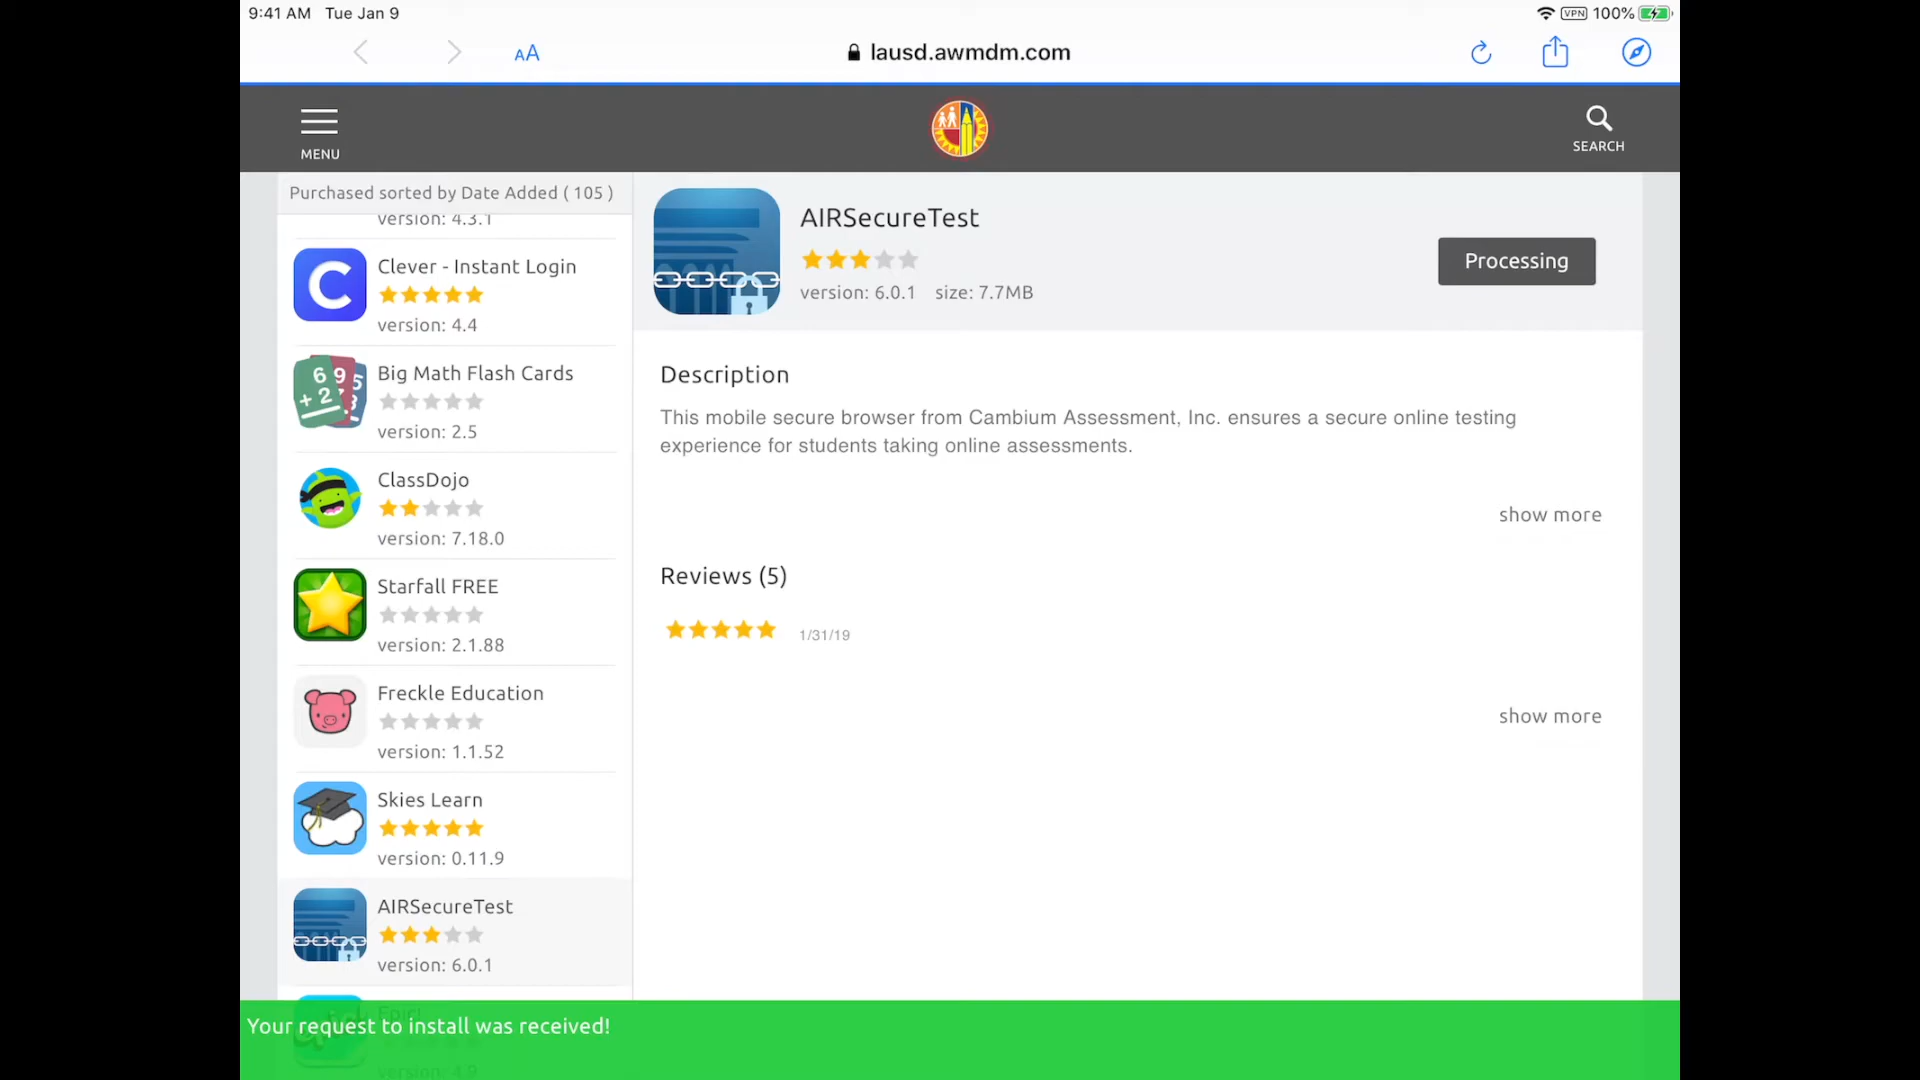 9:41 AM Tue Jan 9
VPN 100%
AA
lausd.awmdm.com
MENU
SEARCH
Purchased sorted by Date Added ( 105 )
version: 4.3.1
Clever - Instant Login
version: 4.4
Big Math Flash Cards
version: 2.5
ClassDojo
version: 7.18.0
Starfall FREE
version: 2.1.88
Freckle Education
version: 1.1.52
Skies Learn
version: 0.11.9
AIRSecureTest
version: 6.0.1
Epic!
version: 4.9
AIRSecureTest
version: 6.0.1 size: 7.7MB
Processing
Description
This mobile secure browser from Cambium Assessment, Inc. ensures a secure online testing
experience for students taking online assessments.
show more
Reviews (5)
1/31/19
show more
Your request to install was received!